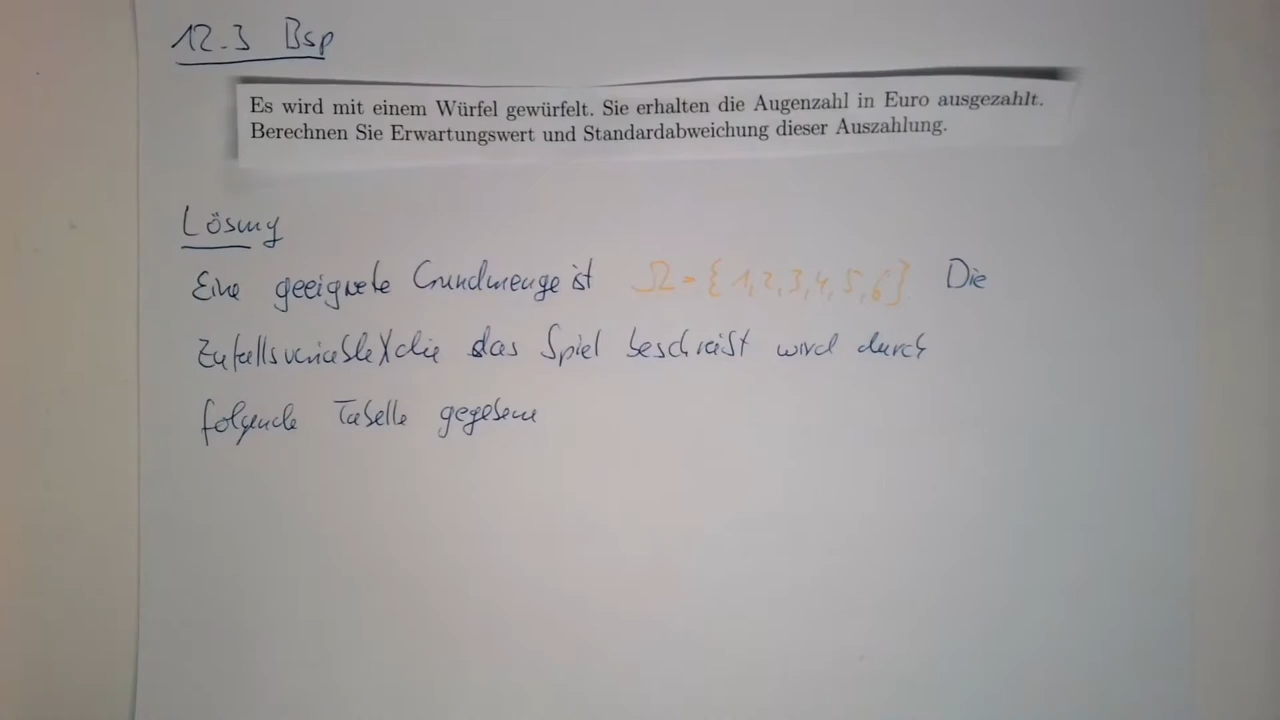 12.3 Bsp
Es wird mit einem Würfel gewürfelt. Sie erhalten die Augenzahl in Euro ausgezahlt.
Berechnen Sie Erwartungswert und Standardabweichung dieser Auszahlung.
Lösung
Eine geeignete Grundmenge ist Ω = {1,2,3,4,5,6}. Die
Zufallsvariable X die das Spiel beschreibt wird durch
folgende Tabelle gegeben